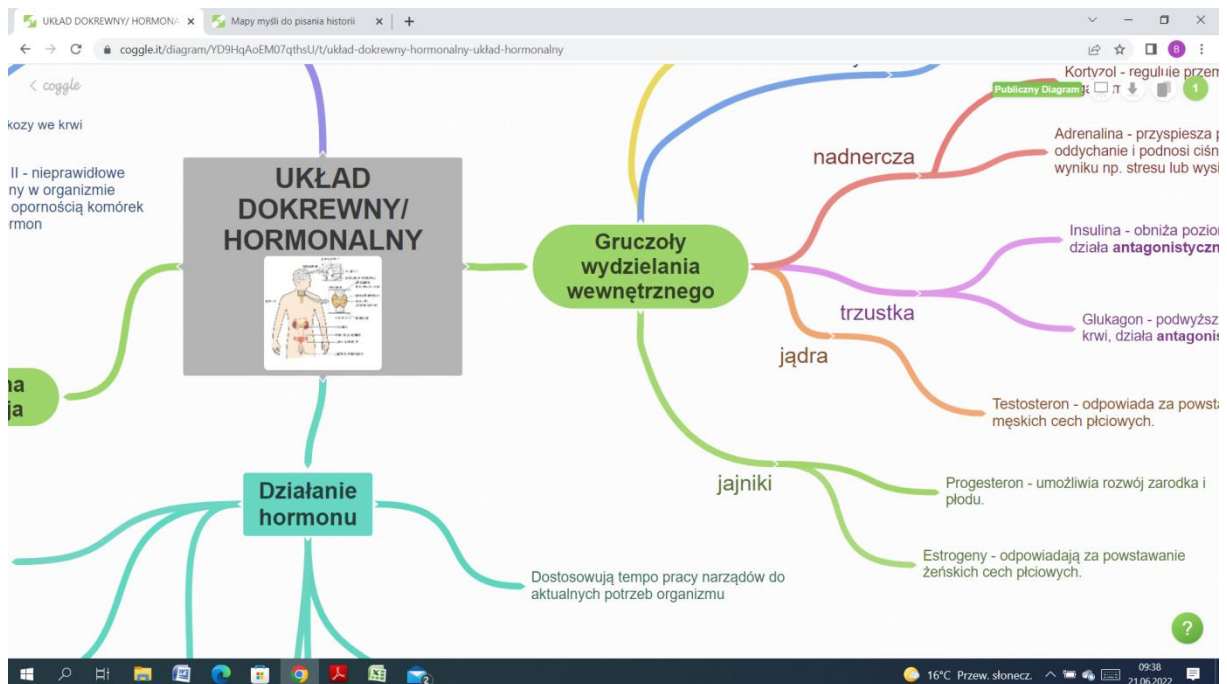 UKŁAD DOKREWNY/ HORMONA
Mapy myśli do pisania historii
coggle.it/diagram/YD9HqAoEM07qthsU/t/układ-dokrewny-hormonalny-układ-hormonalny
B
coggle
Publiczny Diagram
1
kozy we krwi
II - nieprawidłowe
ny w organizmie
opornością komórek
rmon
UKŁAD
DOKREWNY/
HORMONALNY
na
ja
Działanie
hormonu
Dostosowują tempo pracy narządów do
aktualnych potrzeb organizmu
Gruczoły
wydzielania
wewnętrznego
nadnercza
Kortyzol - reguluje przem
Adrenalina - przyspiesza p
oddychanie i podnosi ciśn
wyniku np. stresu lub wysi
trzustka
Insulina - obniża pozior
działa antagonistyczn
Glukagon - podwyższ
krwi, działa antagonis
jądra
Testosteron - odpowiada za powsta
męskich cech płciowych.
jajniki
Progesteron - umożliwia rozwój zarodka i
płodu.
Estrogeny - odpowiadają za powstawanie
żeńskich cech płciowych.
?
2
16°C Przew. słonecz.
09:38
21.06.2022